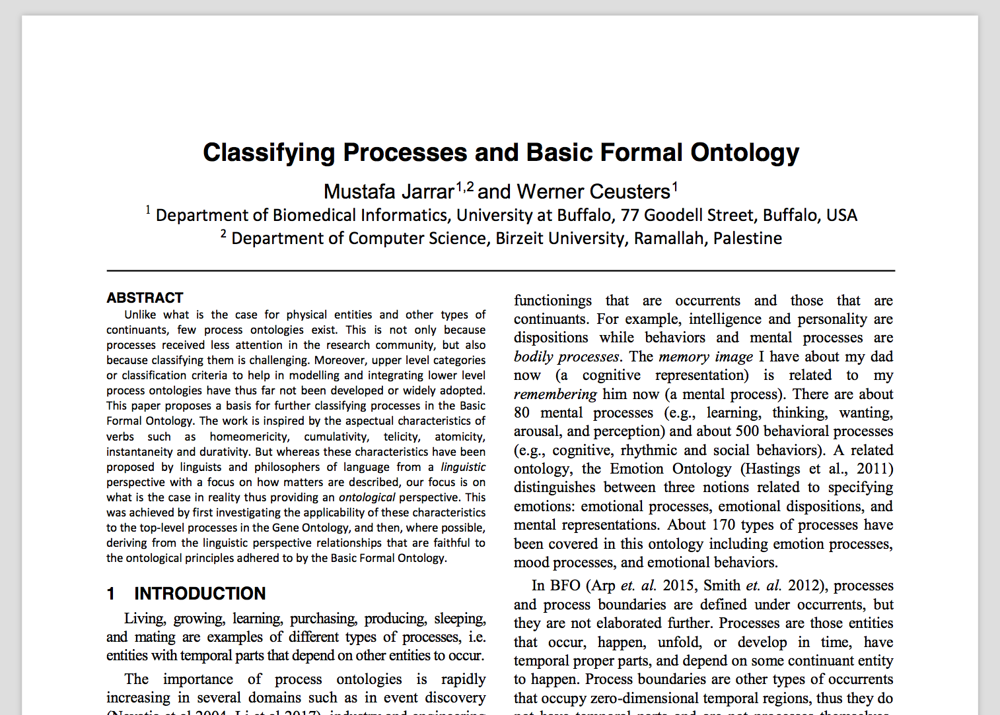 Classifying Processes and Basic Formal Ontology
Mustafa Jarrar1,2 and Werner Ceusters1
1 Department of Biomedical Informatics, University at Buffalo, 77 Goodell Street, Buffalo, USA
2 Department of Computer Science, Birzeit University, Ramallah, Palestine
ABSTRACT
Unlike what is the case for physical entities and other types of
continuants, few process ontologies exist. This is not only because
processes received less attention in the research community, but also
because classifying them is challenging. Moreover, upper level categories
or classification criteria to help in modelling and integrating lower level
process ontologies have thus far not been developed or widely adopted.
This paper proposes a basis for further classifying processes in the Basic
Formal Ontology. The work is inspired by the aspectual characteristics of
verbs such as homeomericity, cumulativity, telicity, atomicity,
instantaneity and durativity. But whereas these characteristics have been
proposed by linguists and philosophers of language from a linguistic
perspective with a focus on how matters are described, our focus is on
what is the case in reality thus providing an ontological perspective. This
was achieved by first investigating the applicability of these characteristics
to the top-level processes in the Gene Ontology, and then, where possible,
deriving from the linguistic perspective relationships that are faithful to
the ontological principles adhered to by the Basic Formal Ontology.
1 INTRODUCTION
Living, growing, learning, purchasing, producing, sleeping,
and mating are examples of different types of processes, i.e.
entities with temporal parts that depend on other entities to occur.
The importance of process ontologies is rapidly
increasing in several domains such as in event discovery
functionings that are occurrents and those that are
continuants. For example, intelligence and personality are
dispositions while behaviors and mental processes are
bodily processes. The memory image I have about my dad
now (a cognitive representation) is related to my
remembering him now (a mental process). There are about
80 mental processes (e.g., learning, thinking, wanting,
arousal, and perception) and about 500 behavioral processes
(e.g., cognitive, rhythmic and social behaviors). A related
ontology, the Emotion Ontology (Hastings et al., 2011)
distinguishes between three notions related to specifying
emotions: emotional processes, emotional dispositions, and
mental representations. About 170 types of processes have
been covered in this ontology including emotion processes,
mood processes, and emotional behaviors.
In BFO (Arp et. al. 2015, Smith et. al. 2012), processes
and process boundaries are defined under occurrents, but
they are not elaborated further. Processes are those entities
that occur, happen, unfold, or develop in time, have
temporal proper parts, and depend on some continuant entity
to happen. Process boundaries are other types of occurrents
that occupy zero-dimensional temporal regions, thus they do